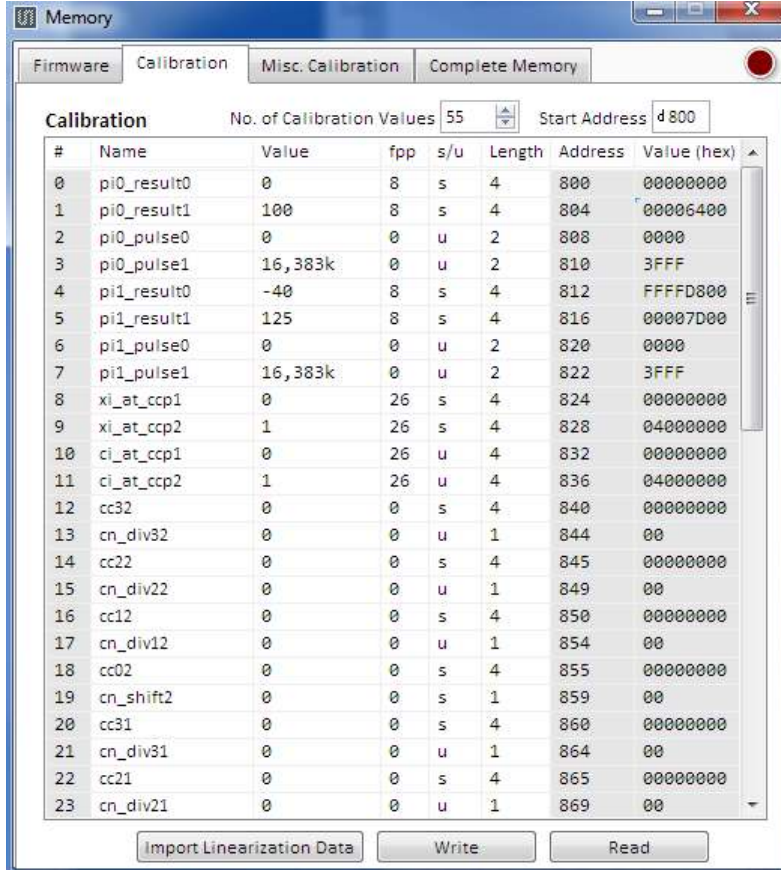 Memory
Firmware Calibration Misc. Calibration Complete Memory
Calibration No. of Calibration Values 55 Start Address d 800
# Name Value fpp s/u Length Address Value (hex)
0 pi0_result0 0 8 s 4 800 00000000
1 pi0_result1 100 8 s 4 804 00006400
2 pi0_pulse0 0 0 u 2 808 0000
3 pi0_pulse1 16,383k 0 u 2 810 3FFF
4 pi1_result0 -40 8 s 4 812 FFFFD800
5 pi1_result1 125 8 s 4 816 00007D00
6 pi1_pulse0 0 0 u 2 820 0000
7 pi1_pulse1 16,383k 0 u 2 822 3FFF
8 xi_at_ccp1 0 26 s 4 824 00000000
9 xi_at_ccp2 1 26 s 4 828 04000000
10 ci_at_ccp1 0 26 u 4 832 00000000
11 ci_at_ccp2 1 26 u 4 836 04000000
12 cc32 0 0 s 4 840 00000000
13 cn_div32 0 0 u 1 844 00
14 cc22 0 0 s 4 845 00000000
15 cn_div22 0 0 u 1 849 00
16 cc12 0 0 s 4 850 00000000
17 cn_div12 0 0 u 1 854 00
18 cc02 0 0 s 4 855 00000000
19 cn_shift2 0 0 s 1 859 00
20 cc31 0 0 s 4 860 00000000
21 cn_div31 0 0 u 1 864 00
22 cc21 0 0 s 4 865 00000000
23 cn_div21 0 0 u 1 869 00
Import Linearization Data Write Read